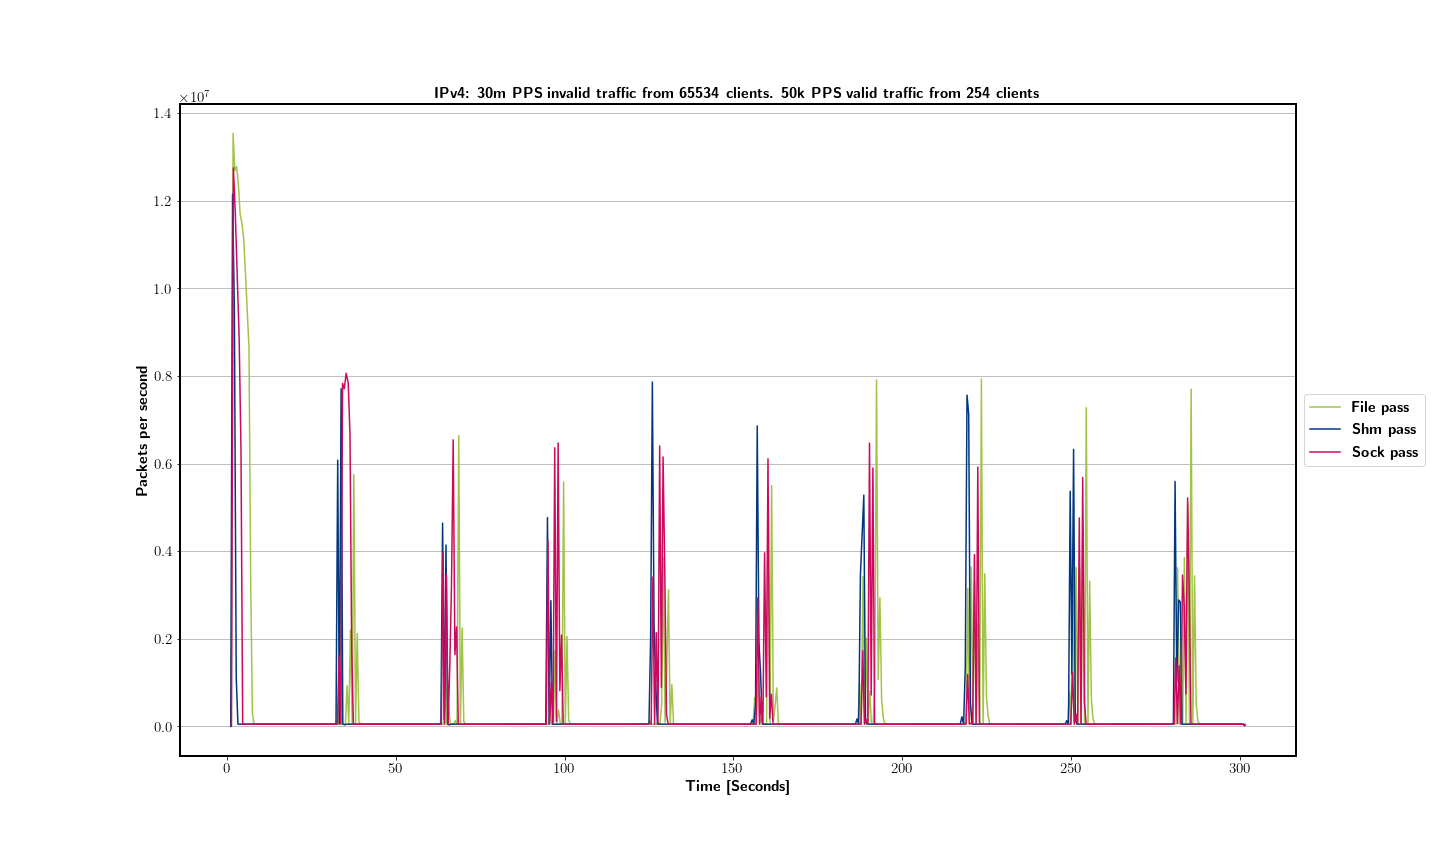 IPv4: 30m PPS invalid traffic from 65534 clients. 50k PPS valid traffic from 254 clients
×10⁷
1.4
1.2
1.0
0.8
0.6
0.4
0.2
0.0
Packets per second
0 50 100 150 200 250 300
Time [Seconds]
File pass
Shm pass
Sock pass